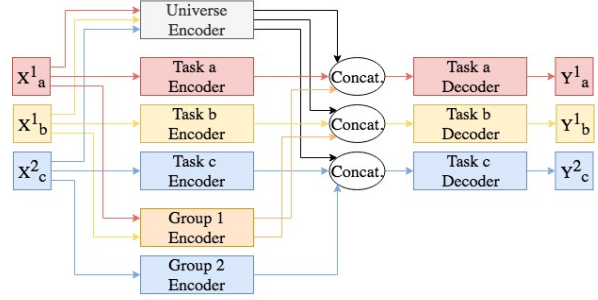 Universe
Encoder
X¹a
Task a
Encoder
Concat.
Task a
Decoder
Y¹a
X¹b
Task b
Encoder
Concat.
Task b
Decoder
Y¹b
X²c
Task c
Encoder
Concat.
Task c
Decoder
Y²c
Group 1
Encoder
Group 2
Encoder